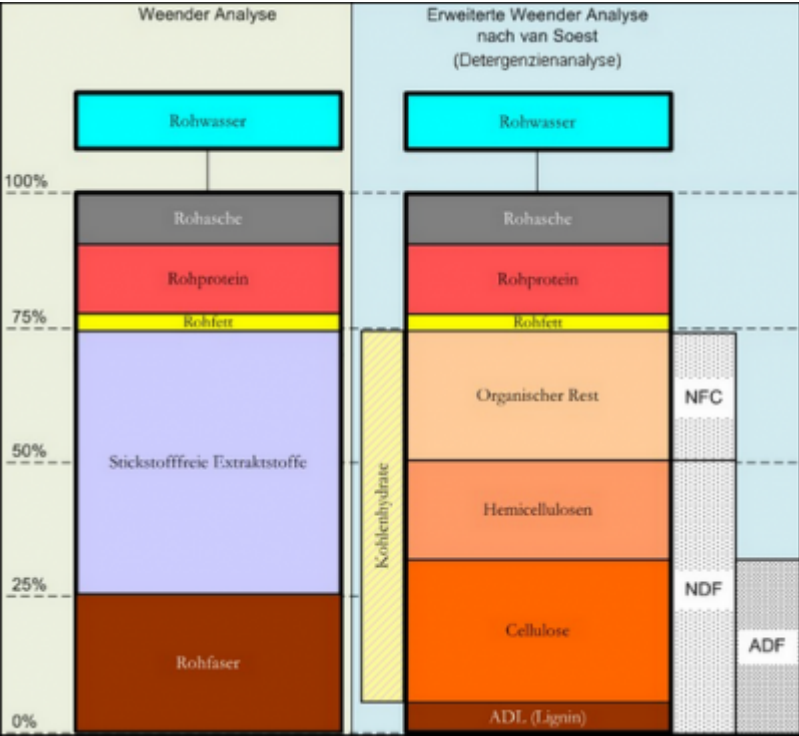 Weender Analyse
Erweiterte Weender Analyse
nach van Soest
(Detergenzienanalyse)
Rohwasser
Rohwasser
100%
Rohasche
Rohasche
Rohprotein
Rohprotein
75%
Rohfett
Rohfett
Organischer Rest
NFC
50%
Stickstofffreie Extraktstoffe
Kohlenhydrate
Hemicellulosen
25%
NDF
Cellulose
ADF
Rohfaser
0%
ADL (Lignin)